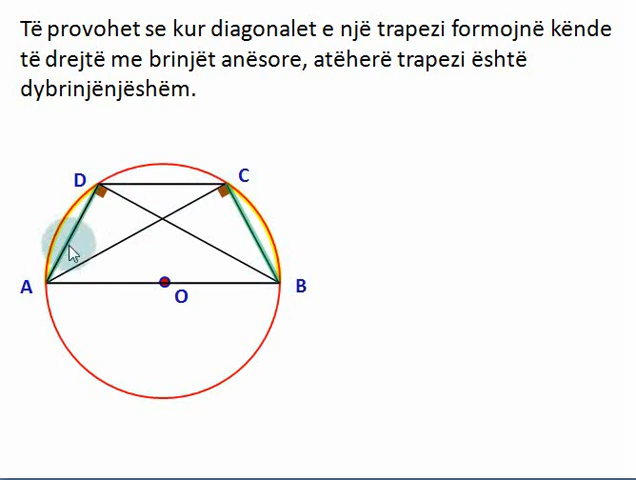 Të provohet se kur diagonalet e një trapezi formojnë kënde
të drejtë me brinjët anësore, atëherë trapezi është
dybrinjënjëshëm.
D
C
A
O
B